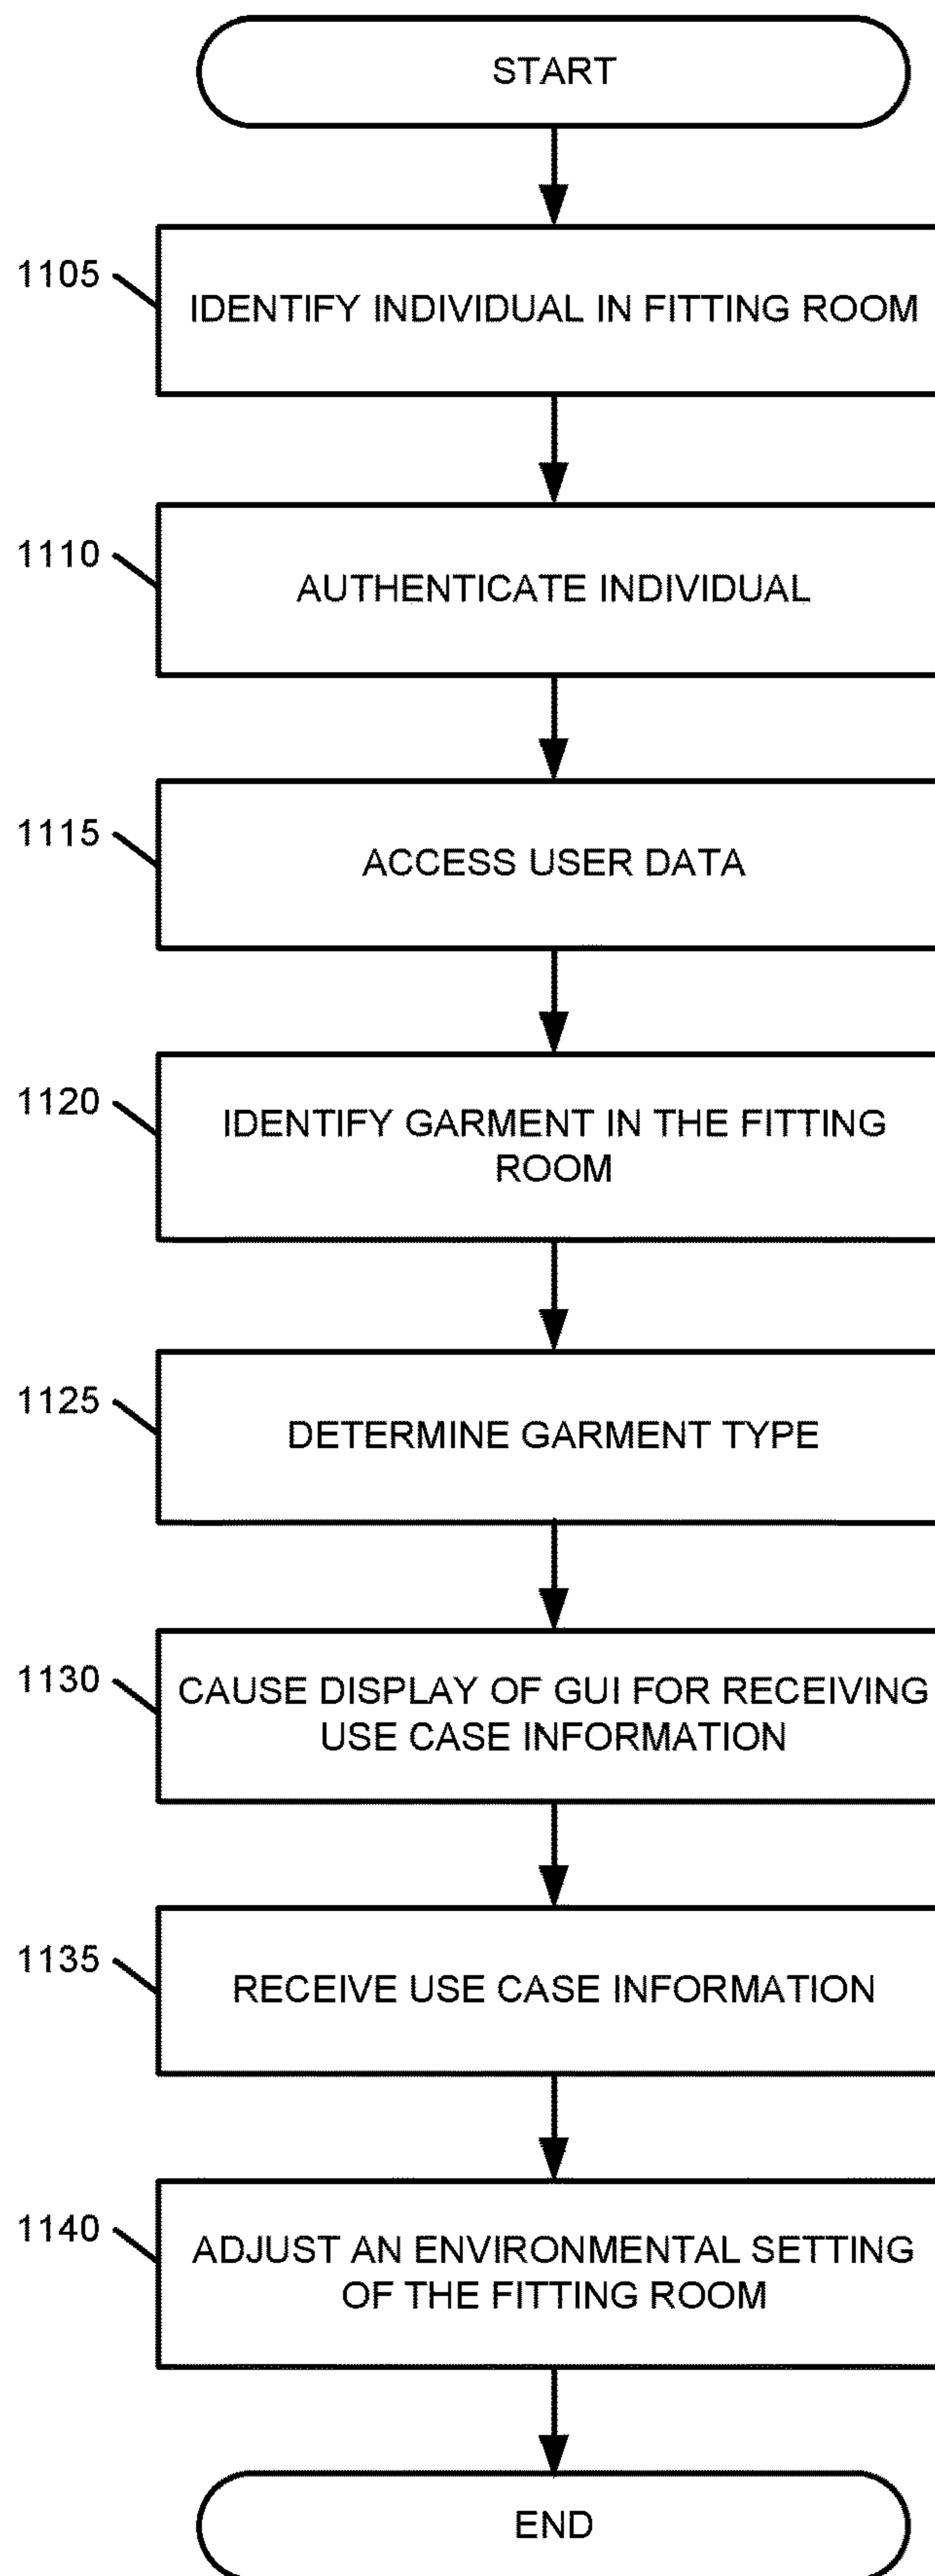 START
1105
IDENTIFY INDIVIDUAL IN FITTING ROOM
1110
AUTHENTICATE INDIVIDUAL
1115
ACCESS USER DATA
1120
IDENTIFY GARMENT IN THE FITTING
ROOM
1125
DETERMINE GARMENT TYPE
1130
CAUSE DISPLAY OF GUI FOR RECEIVING
USE CASE INFORMATION
1135
RECEIVE USE CASE INFORMATION
1140
ADJUST AN ENVIRONMENTAL SETTING
OF THE FITTING ROOM
END